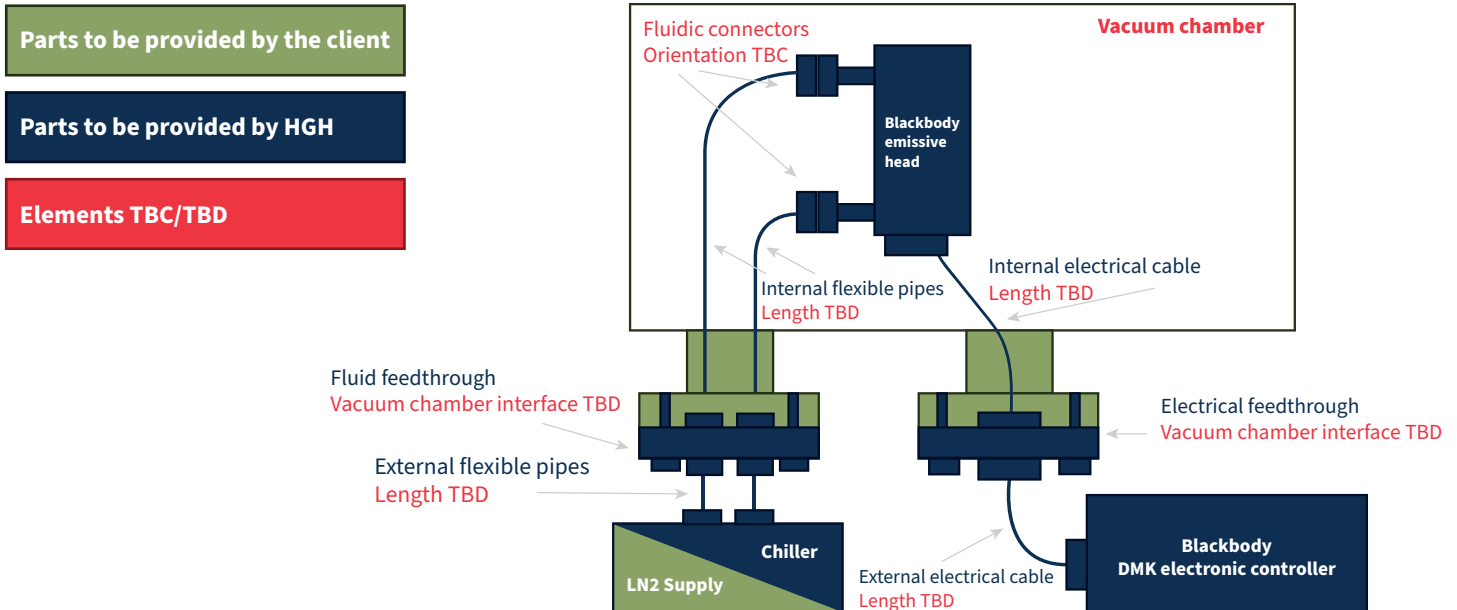 Parts to be provided by the client
Parts to be provided by HGH
Elements TBC/TBD
Vacuum chamber
Fluidic connectors
Orientation TBC
Blackbody
emissive
head
Internal flexible pipes
Length TBD
Internal electrical cable
Length TBD
Fluid feedthrough
Vacuum chamber interface TBD
Electrical feedthrough
Vacuum chamber interface TBD
External flexible pipes
Length TBD
Chiller
LN2 Supply
External electrical cable
Length TBD
Blackbody
DMK electronic controller